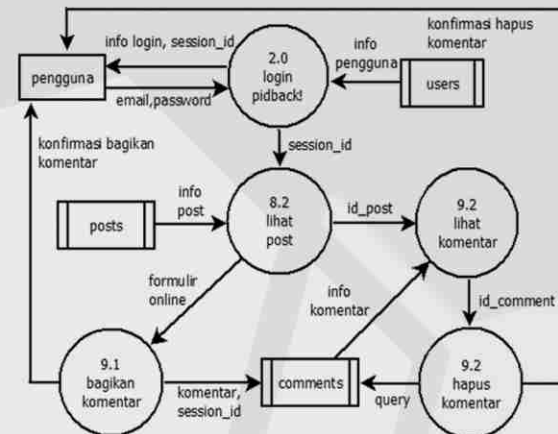 konfirmasi hapus
komentar
info login, session_id
2.0
login
pidback!
info
pengguna
pengguna
users
email,password
konfirmasi bagikan
komentar
session_id
info
post
8.2
lihat
post
id_post
9.2
lihat
komentar
posts
formulir
online
info
komentar
id_comment
9.1
bagikan
komentar
komentar,
session_id
comments
query
9.2
hapus
komentar